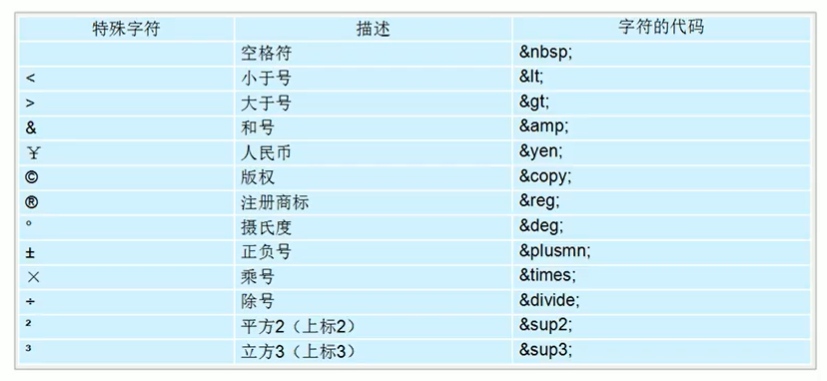 特殊字符 描述 字符的代码
空格符 &nbsp;
< 小于号 &lt;
> 大于号 &gt;
& 和号 &amp;
¥ 人民币 &yen;
© 版权 &copy;
® 注册商标 &reg;
° 摄氏度 &deg;
± 正负号 &plusmn;
× 乘号 &times;
÷ 除号 &divide;
² 平方2（上标2） &sup2;
³ 立方3（上标3） &sup3;